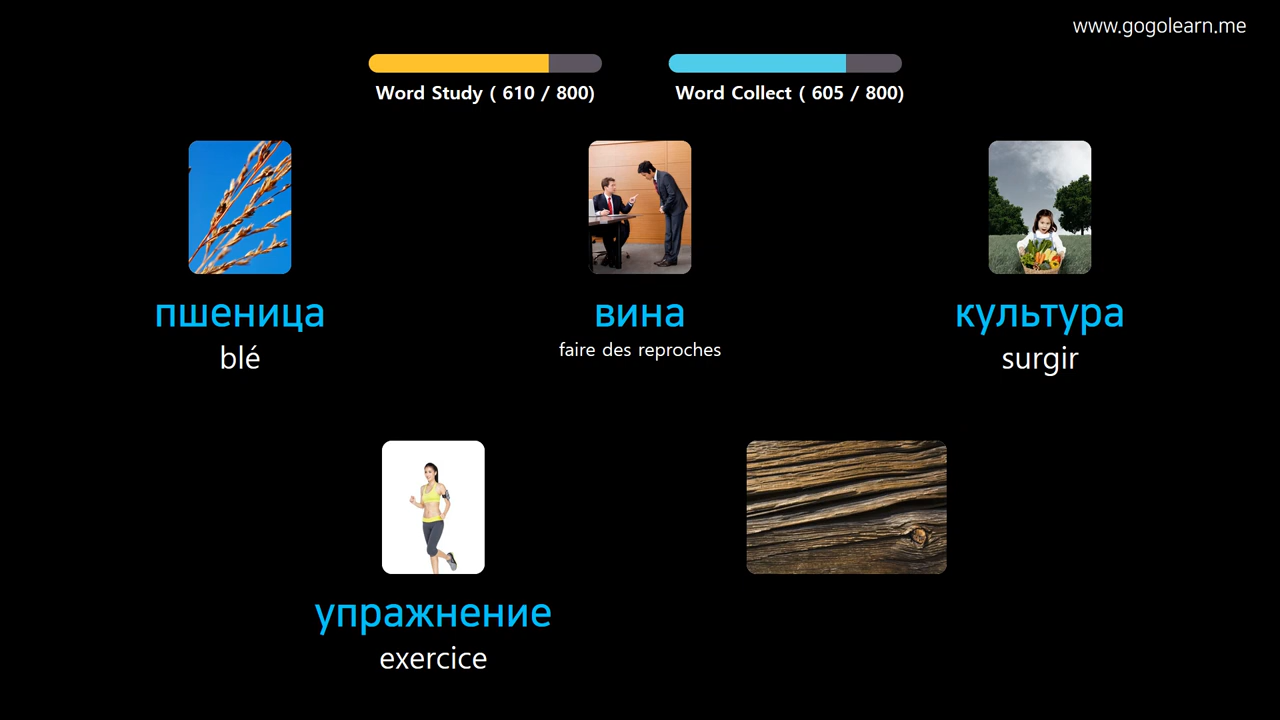 www.gogolearn.me
Word Study ( 610 / 800)
Word Collect ( 605 / 800)
пшеница
blé
вина
faire des reproches
культура
surgir
упражнение
exercice